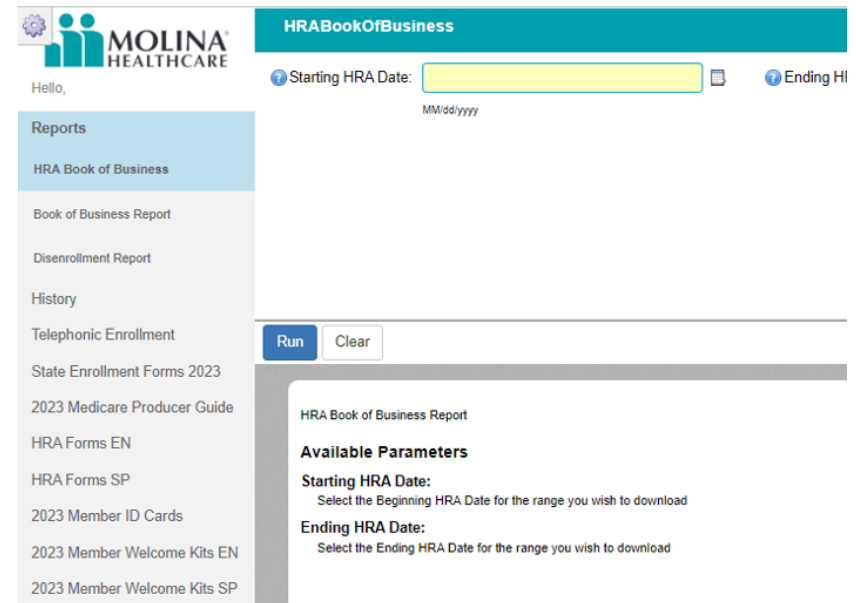 MOLINA®
HEALTHCARE
Hello,
Reports
HRA Book of Business
Book of Business Report
Disenrollment Report
History
Telephonic Enrollment
State Enrollment Forms 2023
2023 Medicare Producer Guide
HRA Forms EN
HRA Forms SP
2023 Member ID Cards
2023 Member Welcome Kits EN
2023 Member Welcome Kits SP
HRABookOfBusiness
Starting HRA Date:
Ending H
MM/dd/yyyy
Run
Clear
HRA Book of Business Report
Available Parameters
Starting HRA Date:
Select the Beginning HRA Date for the range you wish to download
Ending HRA Date:
Select the Ending HRA Date for the range you wish to download